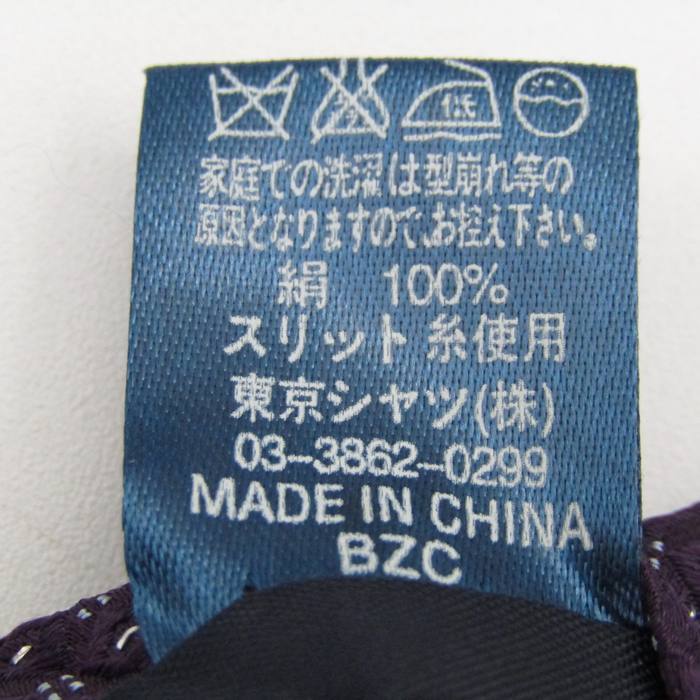 低
家庭での洗濯は型崩れ等の
原因となりますので、お控え下さい。
絹 100%
スリット糸使用
東京シャツ(株)
03-3862-0299
MADE IN CHINA
BZC